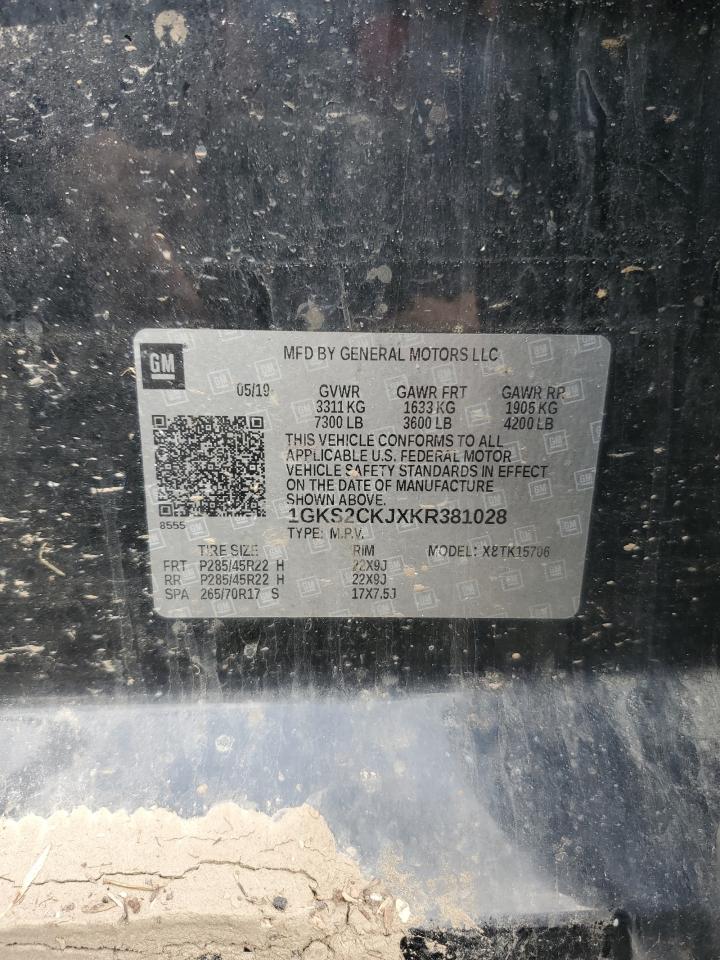 GM
MFD BY GENERAL MOTORS LLC
05/19 GVWR GAWR FRT GAWR RR
3311 KG 1633 KG 1905 KG
7300 LB 3600 LB 4200 LB
THIS VEHICLE CONFORMS TO ALL
APPLICABLE U.S. FEDERAL MOTOR
VEHICLE SAFETY STANDARDS IN EFFECT
ON THE DATE OF MANUFACTURE
SHOWN ABOVE.
8555
1GKS2CKJXKR381028
TYPE: M.P.V.
TIRE SIZE RIM MODEL: X8TK15706
FRT P285/45R22 H 22X9J
RR P285/45R22 H 22X9J
SPA 265/70R17 S 17X7.5J